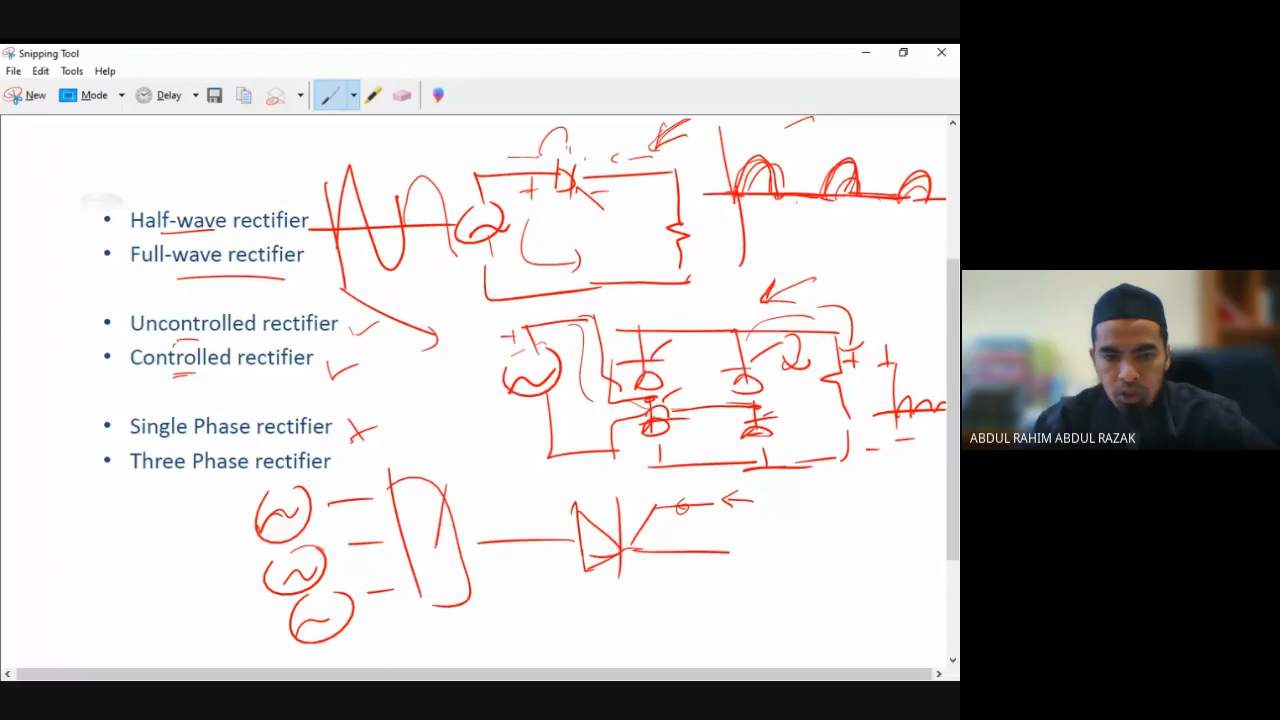 Snipping Tool
File Edit Tools Help
New Mode Delay
• Half-wave rectifier
• Full-wave rectifier
• Uncontrolled rectifier
• Controlled rectifier
• Single Phase rectifier
• Three Phase rectifier
ABDUL RAHIM ABDUL RAZAK